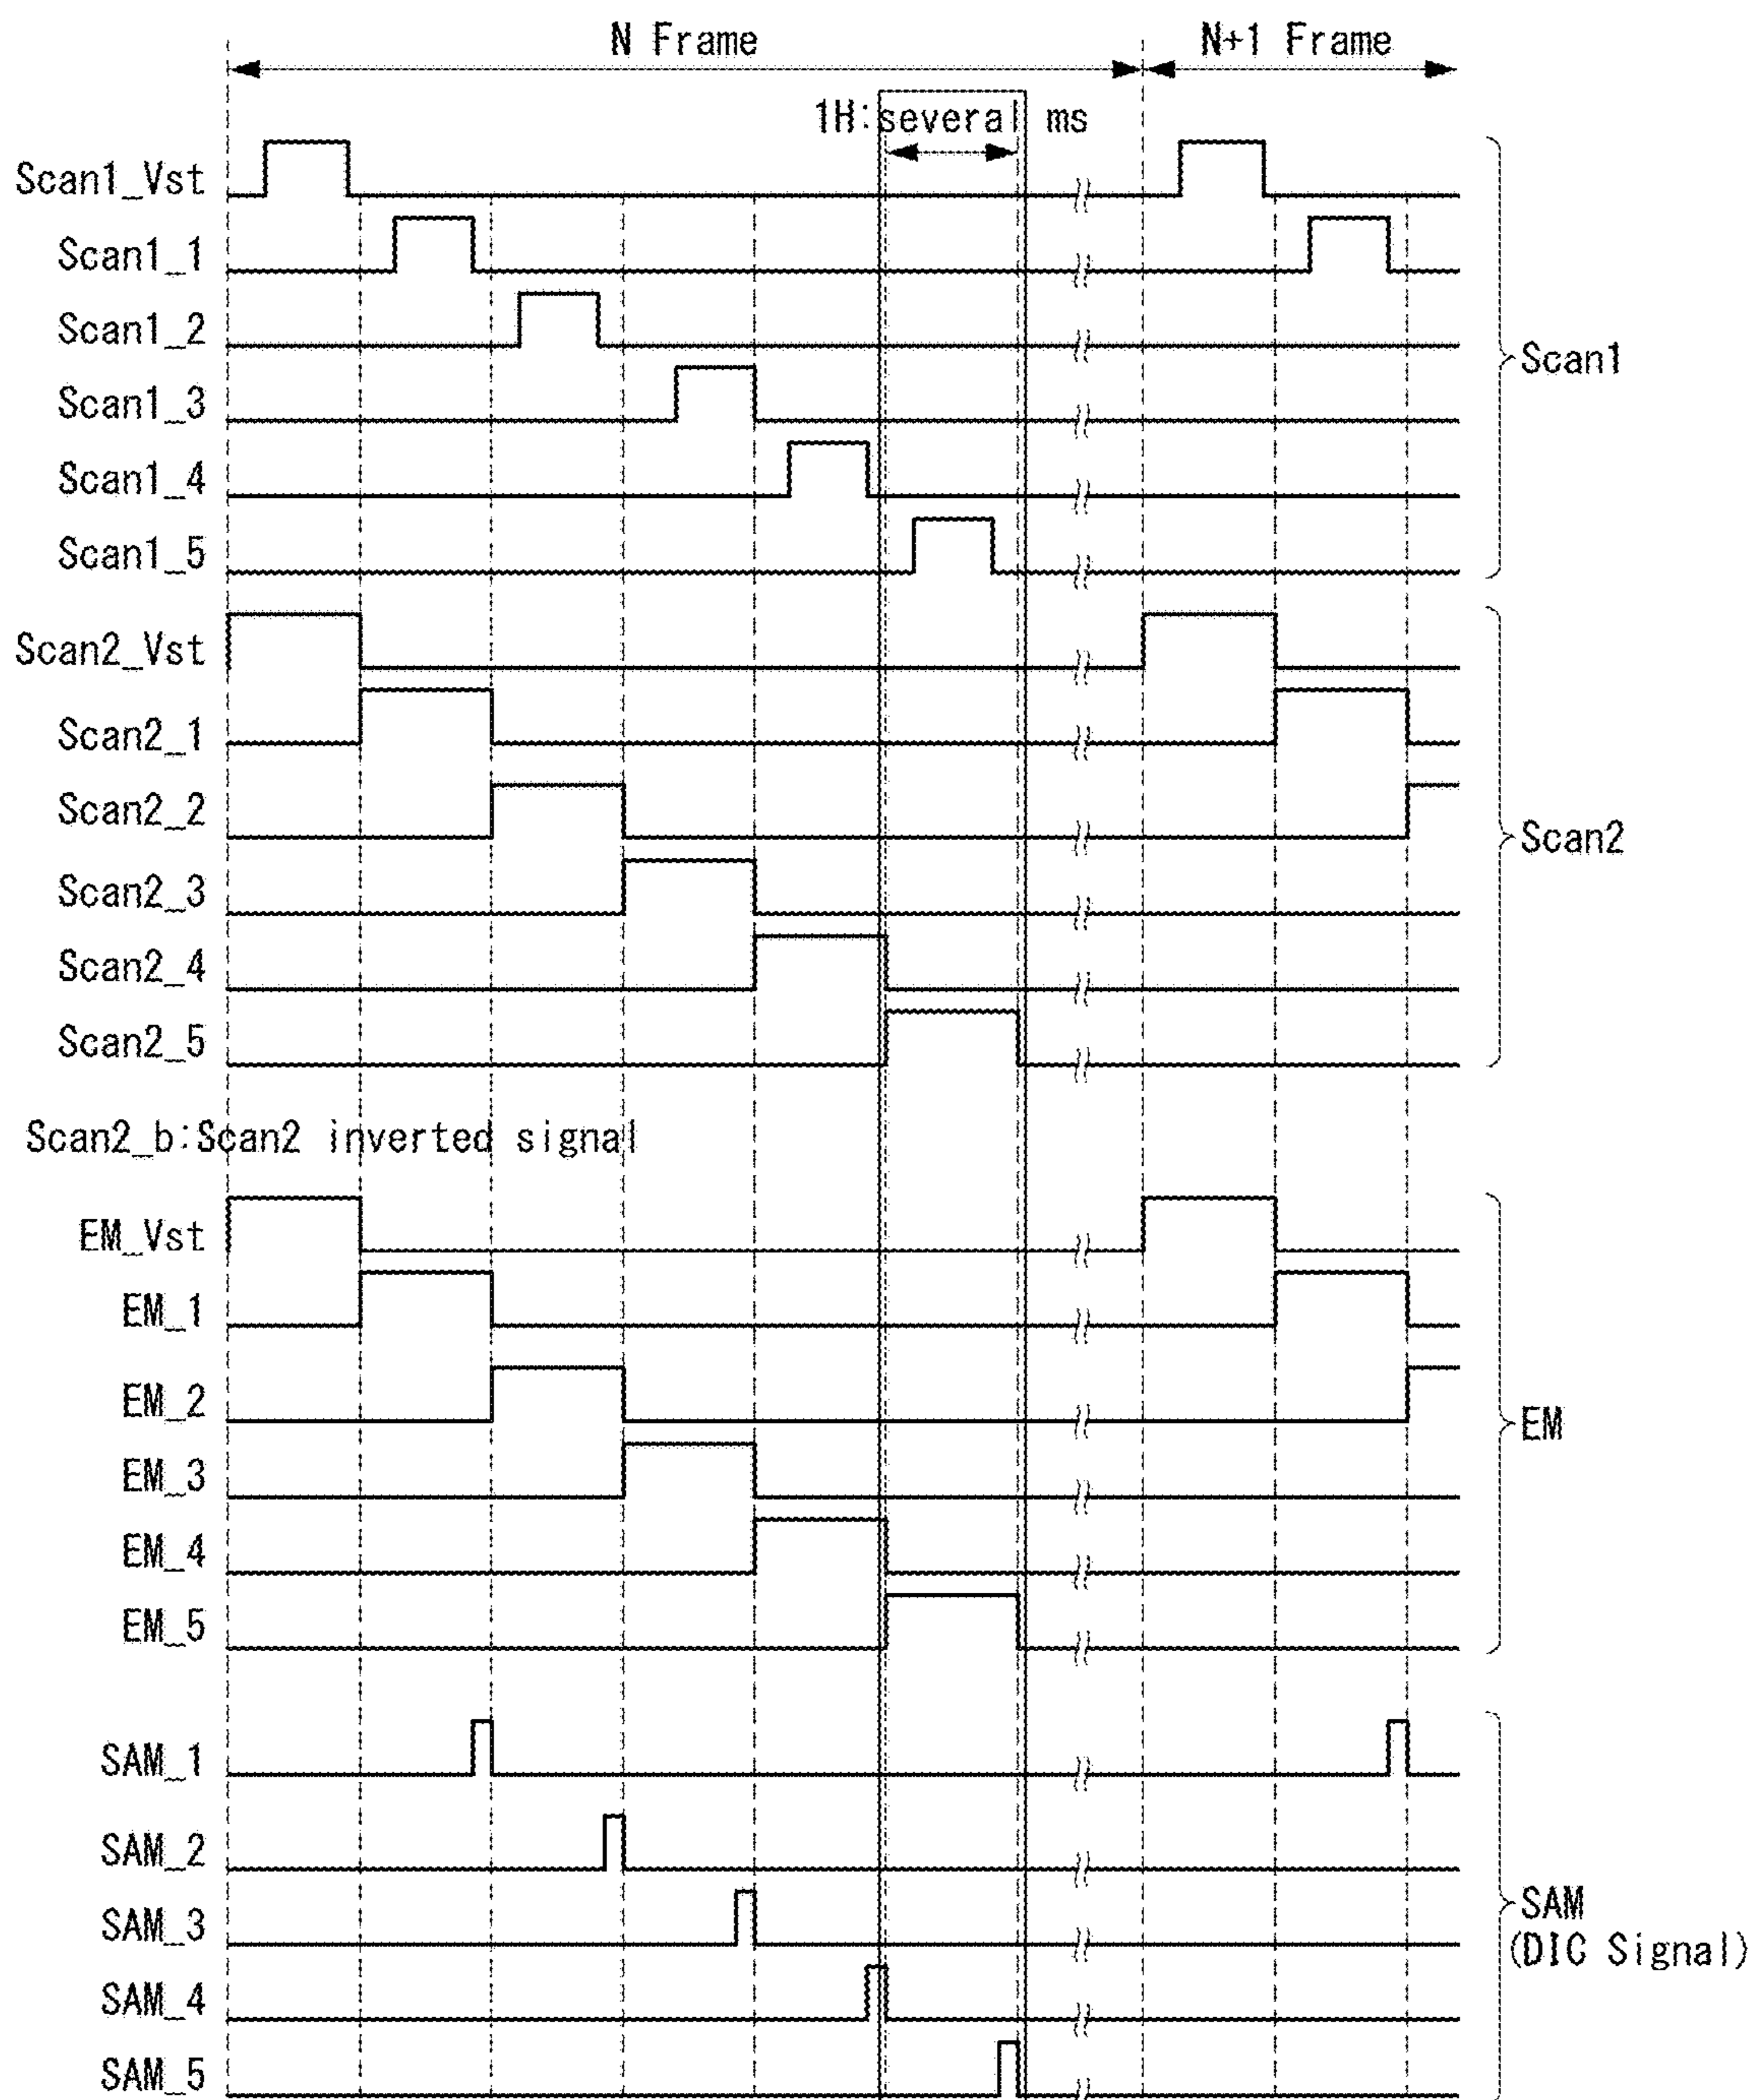 N Frame
N+1 Frame
1H:several ms
Scan1_Vst
Scan1_1
Scan1_2
Scan1_3
Scan1_4
Scan1_5
Scan1
Scan2_Vst
Scan2_1
Scan2_2
Scan2_3
Scan2_4
Scan2_5
Scan2
Scan2_b:Scan2 inverted signal
EM_Vst
EM_1
EM_2
EM_3
EM_4
EM_5
EM
SAM_1
SAM_2
SAM_3
SAM_4
SAM_5
SAM
(DIC Signal)